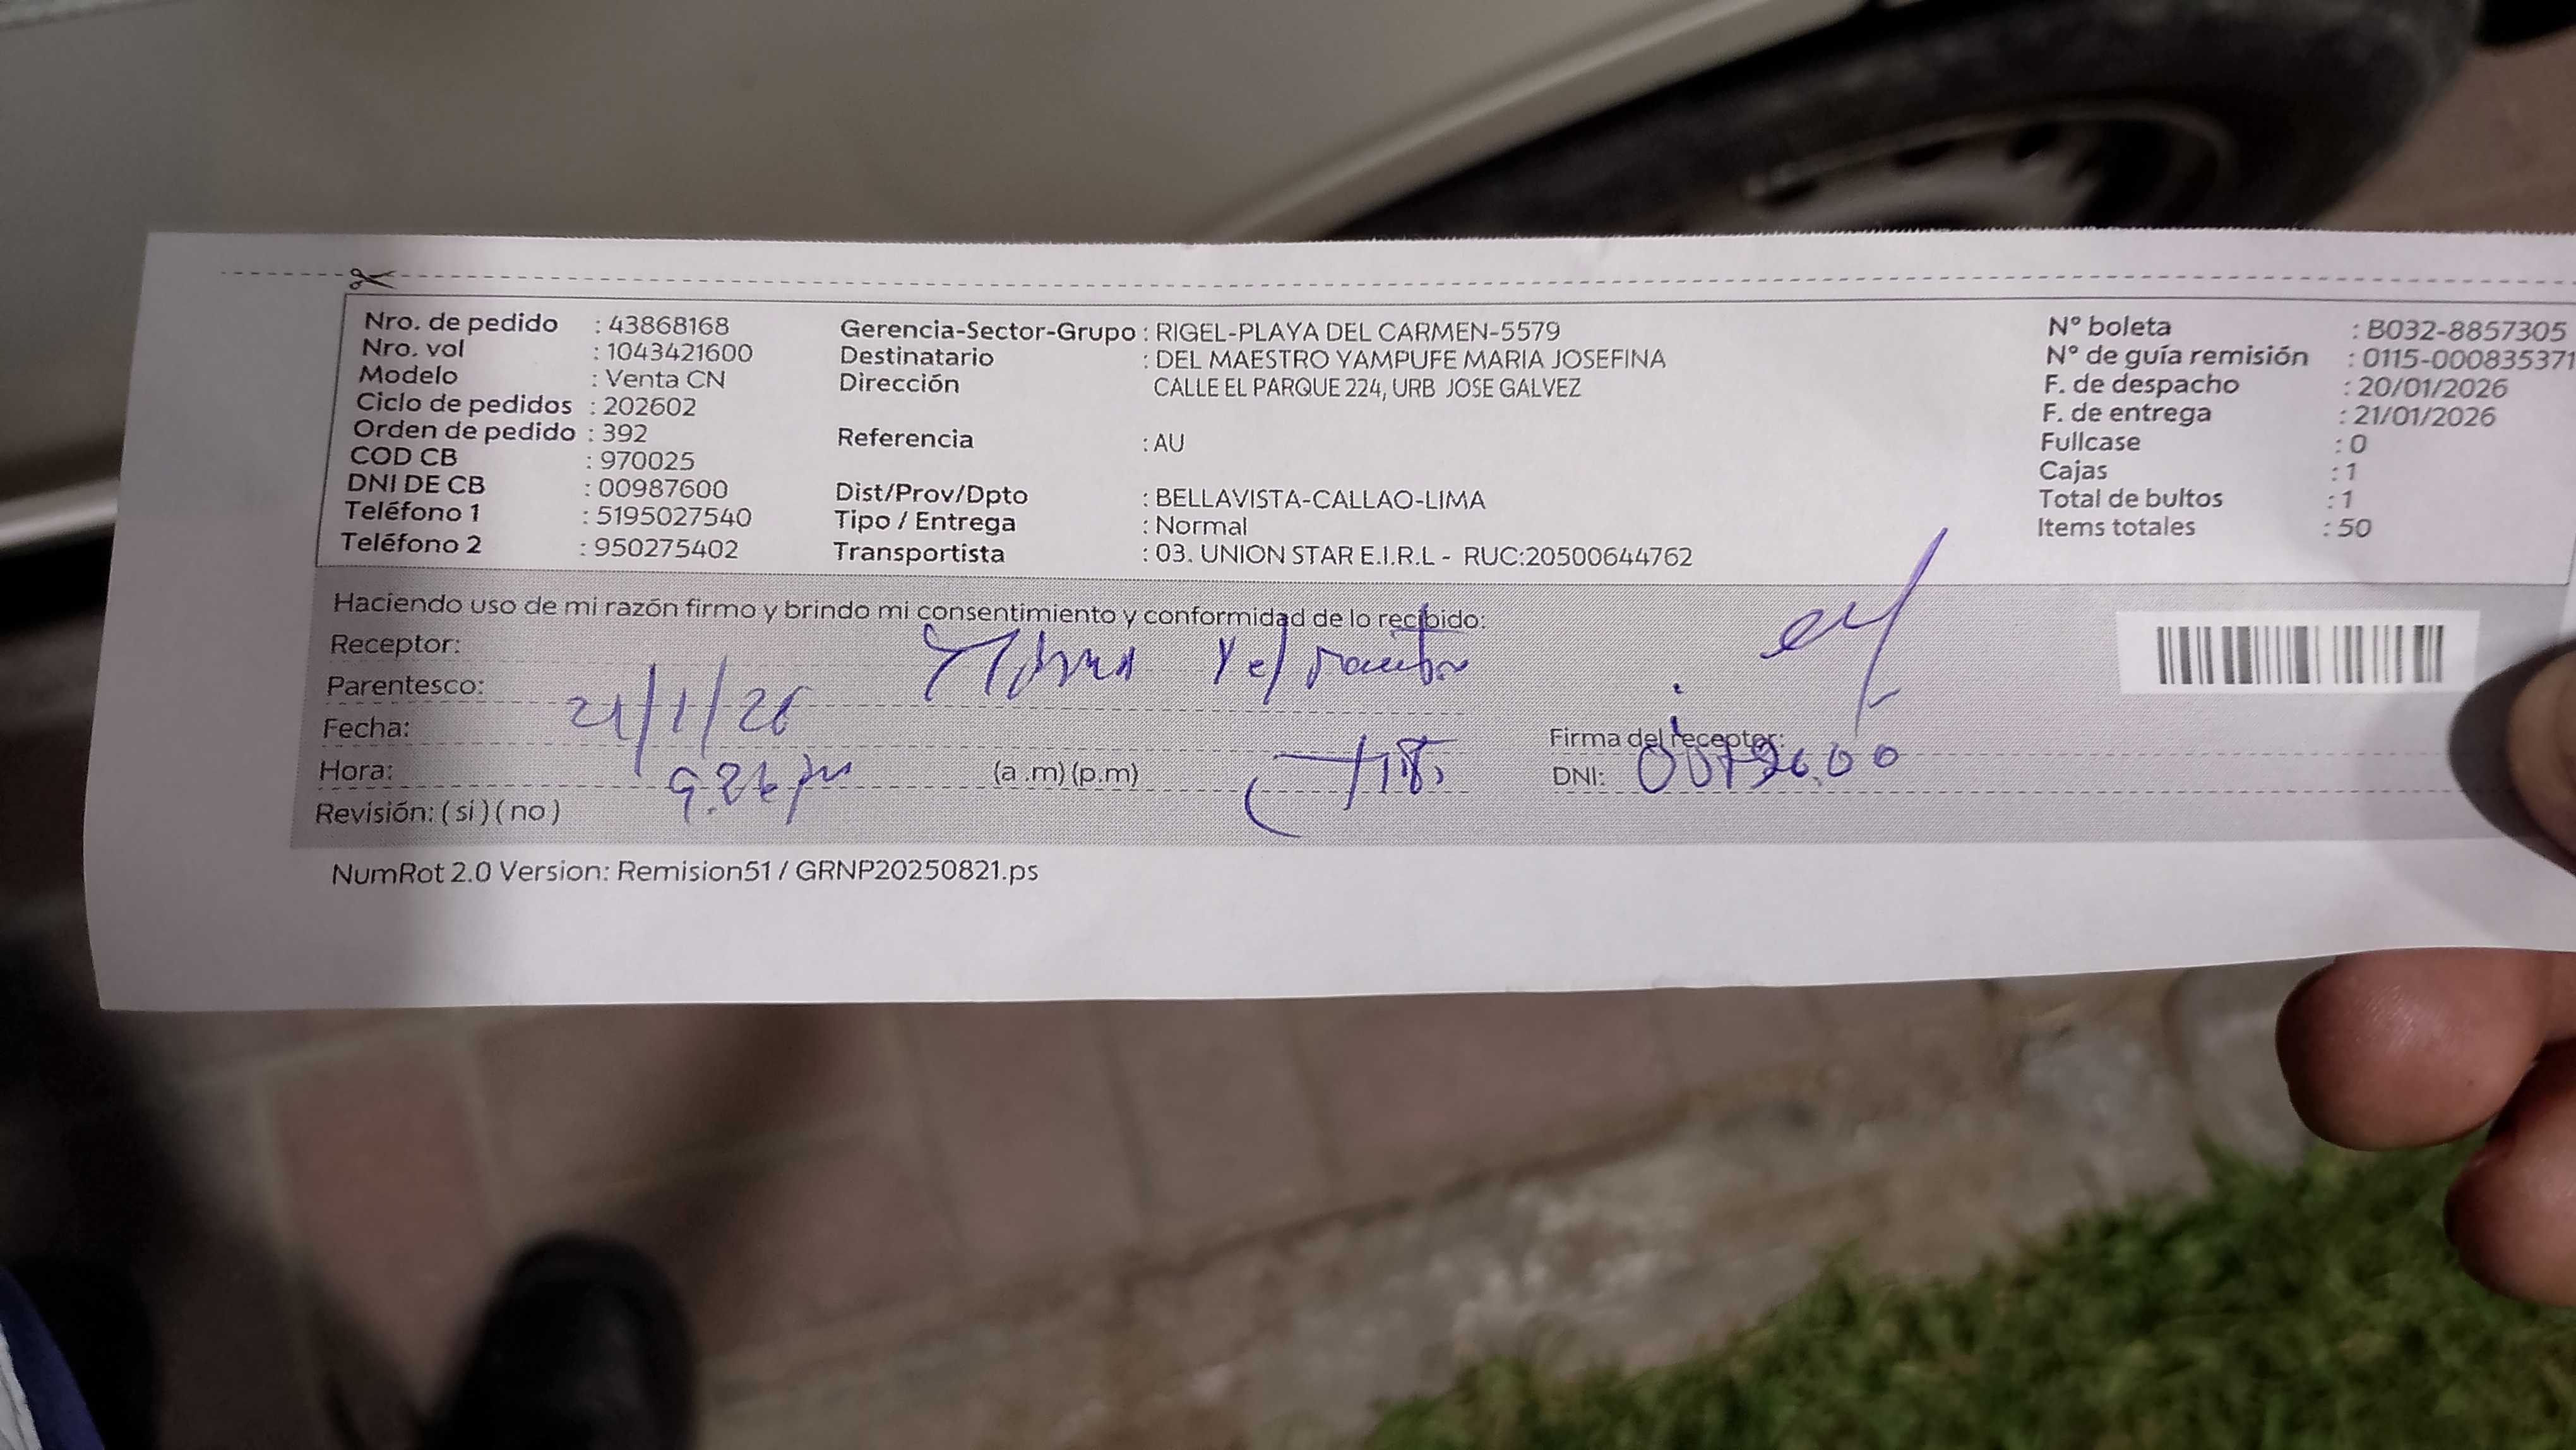 Nro. de pedido : 43868168
Nro. vol : 1043421600
Modelo : Venta CN
Ciclo de pedidos : 202602
Orden de pedido : 392
COD CB : 970025
DNI DE CB : 00987600
Teléfono 1 : 5195027540
Teléfono 2 : 950275402
Gerencia-Sector-Grupo : RIGEL-PLAYA DEL CARMEN-5579
Destinatario : DEL MAESTRO YAMPUFE MARIA JOSEFINA
Dirección CALLE EL PARQUE 224, URB JOSE GALVEZ
Referencia : AU
Dist/Prov/Dpto : BELLAVISTA-CALLAO-LIMA
Tipo / Entrega : Normal
Transportista : 03. UNION STAR E.I.R.L - RUC:20500644762
N° boleta : B032-8857305
N° de guía remisión : 0115-000835371
F. de despacho : 20/01/2026
F. de entrega : 21/01/2026
Fullcase : 0
Cajas : 1
Total de bultos : 1
Items totales : 50
Haciendo uso de mi razón firmo y brindo mi consentimiento y conformidad de lo recibido:
Receptor:
Parentesco:
Fecha: 21/1/26
Hora: 9.26 pm (a .m) (p.m)
Revisión: ( si ) ( no )
Firma del receptor:
DNI:
NumRot 2.0 Version: Remision51 / GRNP20250821.ps